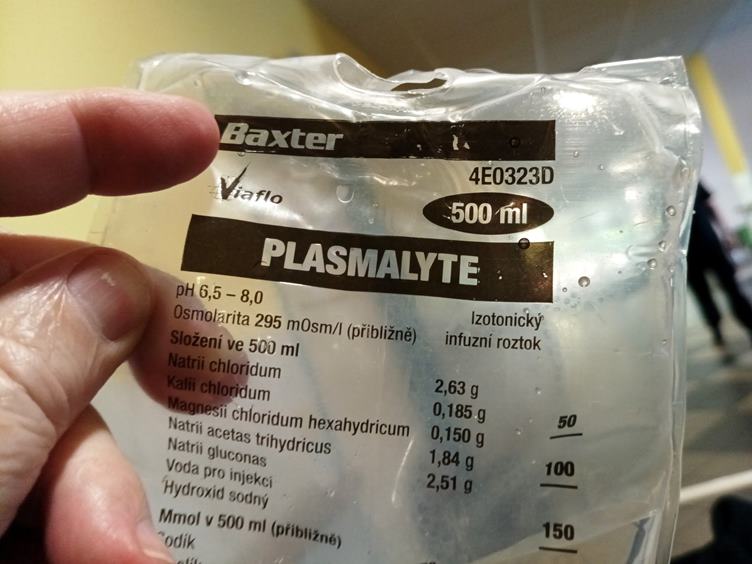 Baxter
4E0323D
Viaflo
500 ml
PLASMALYTE
pH 6,5 – 8,0
Osmolarita 295 mOsm/l (přibližně)
Izotonický
infuzní roztok
Složení ve 500 ml
Natrii chloridum 2,63 g
Kalii chloridum 0,185 g
Magnesii chloridum hexahydricum 0,150 g
Natrii acetas trihydricus 1,84 g
Natrii gluconas 2,51 g
Voda pro injekci
Hydroxid sodný
Mmol v 500 ml (přibližně)
50
100
150